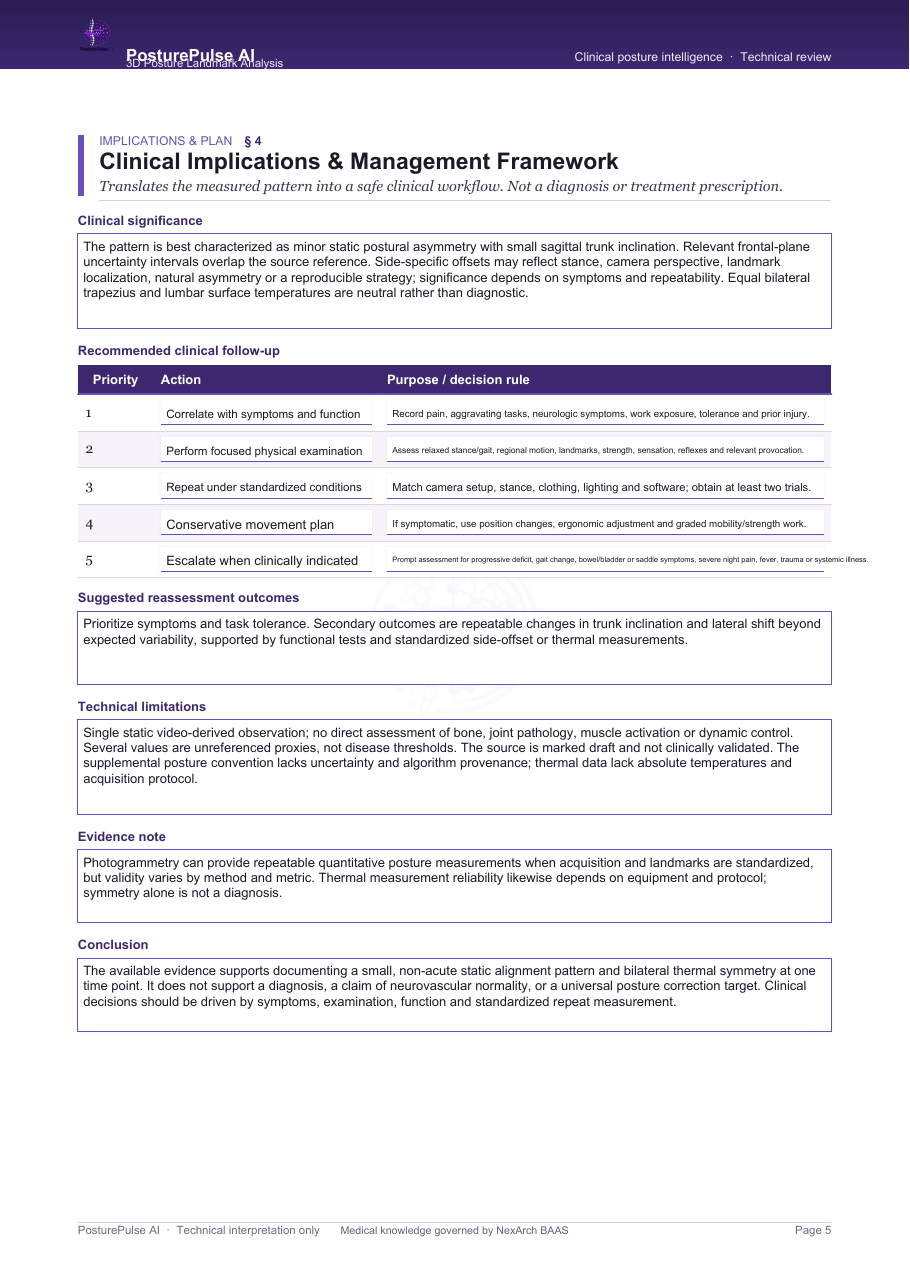 PosturePulse AI
3D Posture Landmark Analysis
Clinical posture intelligence · Technical review
IMPLICATIONS & PLAN § 4
Clinical Implications & Management Framework
Translates the measured pattern into a safe clinical workflow. Not a diagnosis or treatment prescription.
Clinical significance
The pattern is best characterized as minor static postural asymmetry with small sagittal trunk inclination. Relevant frontal-plane
uncertainty intervals overlap the source reference. Side-specific offsets may reflect stance, camera perspective, landmark
localization, natural asymmetry or a reproducible strategy; significance depends on symptoms and repeatability. Equal bilateral
trapezius and lumbar surface temperatures are neutral rather than diagnostic.
Recommended clinical follow-up
Priority Action Purpose / decision rule
1 Correlate with symptoms and function Record pain, aggravating tasks, neurologic symptoms, work exposure, tolerance and prior injury.
2 Perform focused physical examination Assess relaxed stance/gait, regional motion, landmarks, strength, sensation, reflexes and relevant provocation.
3 Repeat under standardized conditions Match camera setup, stance, clothing, lighting and software; obtain at least two trials.
4 Conservative movement plan If symptomatic, use position changes, ergonomic adjustment and graded mobility/strength work.
5 Escalate when clinically indicated Prompt assessment for progressive deficit, gait change, bowel/bladder or saddle symptoms, severe night pain, fever, trauma or systemic illness.
Suggested reassessment outcomes
Prioritize symptoms and task tolerance. Secondary outcomes are repeatable changes in trunk inclination and lateral shift beyond
expected variability, supported by functional tests and standardized side-offset or thermal measurements.
Technical limitations
Single static video-derived observation; no direct assessment of bone, joint pathology, muscle activation or dynamic control.
Several values are unreferenced proxies, not disease thresholds. The source is marked draft and not clinically validated. The
supplemental posture convention lacks uncertainty and algorithm provenance; thermal data lack absolute temperatures and
acquisition protocol.
Evidence note
Photogrammetry can provide repeatable quantitative posture measurements when acquisition and landmarks are standardized,
but validity varies by method and metric. Thermal measurement reliability likewise depends on equipment and protocol;
symmetry alone is not a diagnosis.
Conclusion
The available evidence supports documenting a small, non-acute static alignment pattern and bilateral thermal symmetry at one
time point. It does not support a diagnosis, a claim of neurovascular normality, or a universal posture correction target. Clinical
decisions should be driven by symptoms, examination, function and standardized repeat measurement.
PosturePulse AI · Technical interpretation only Medical knowledge governed by NexArch BAAS Page 5